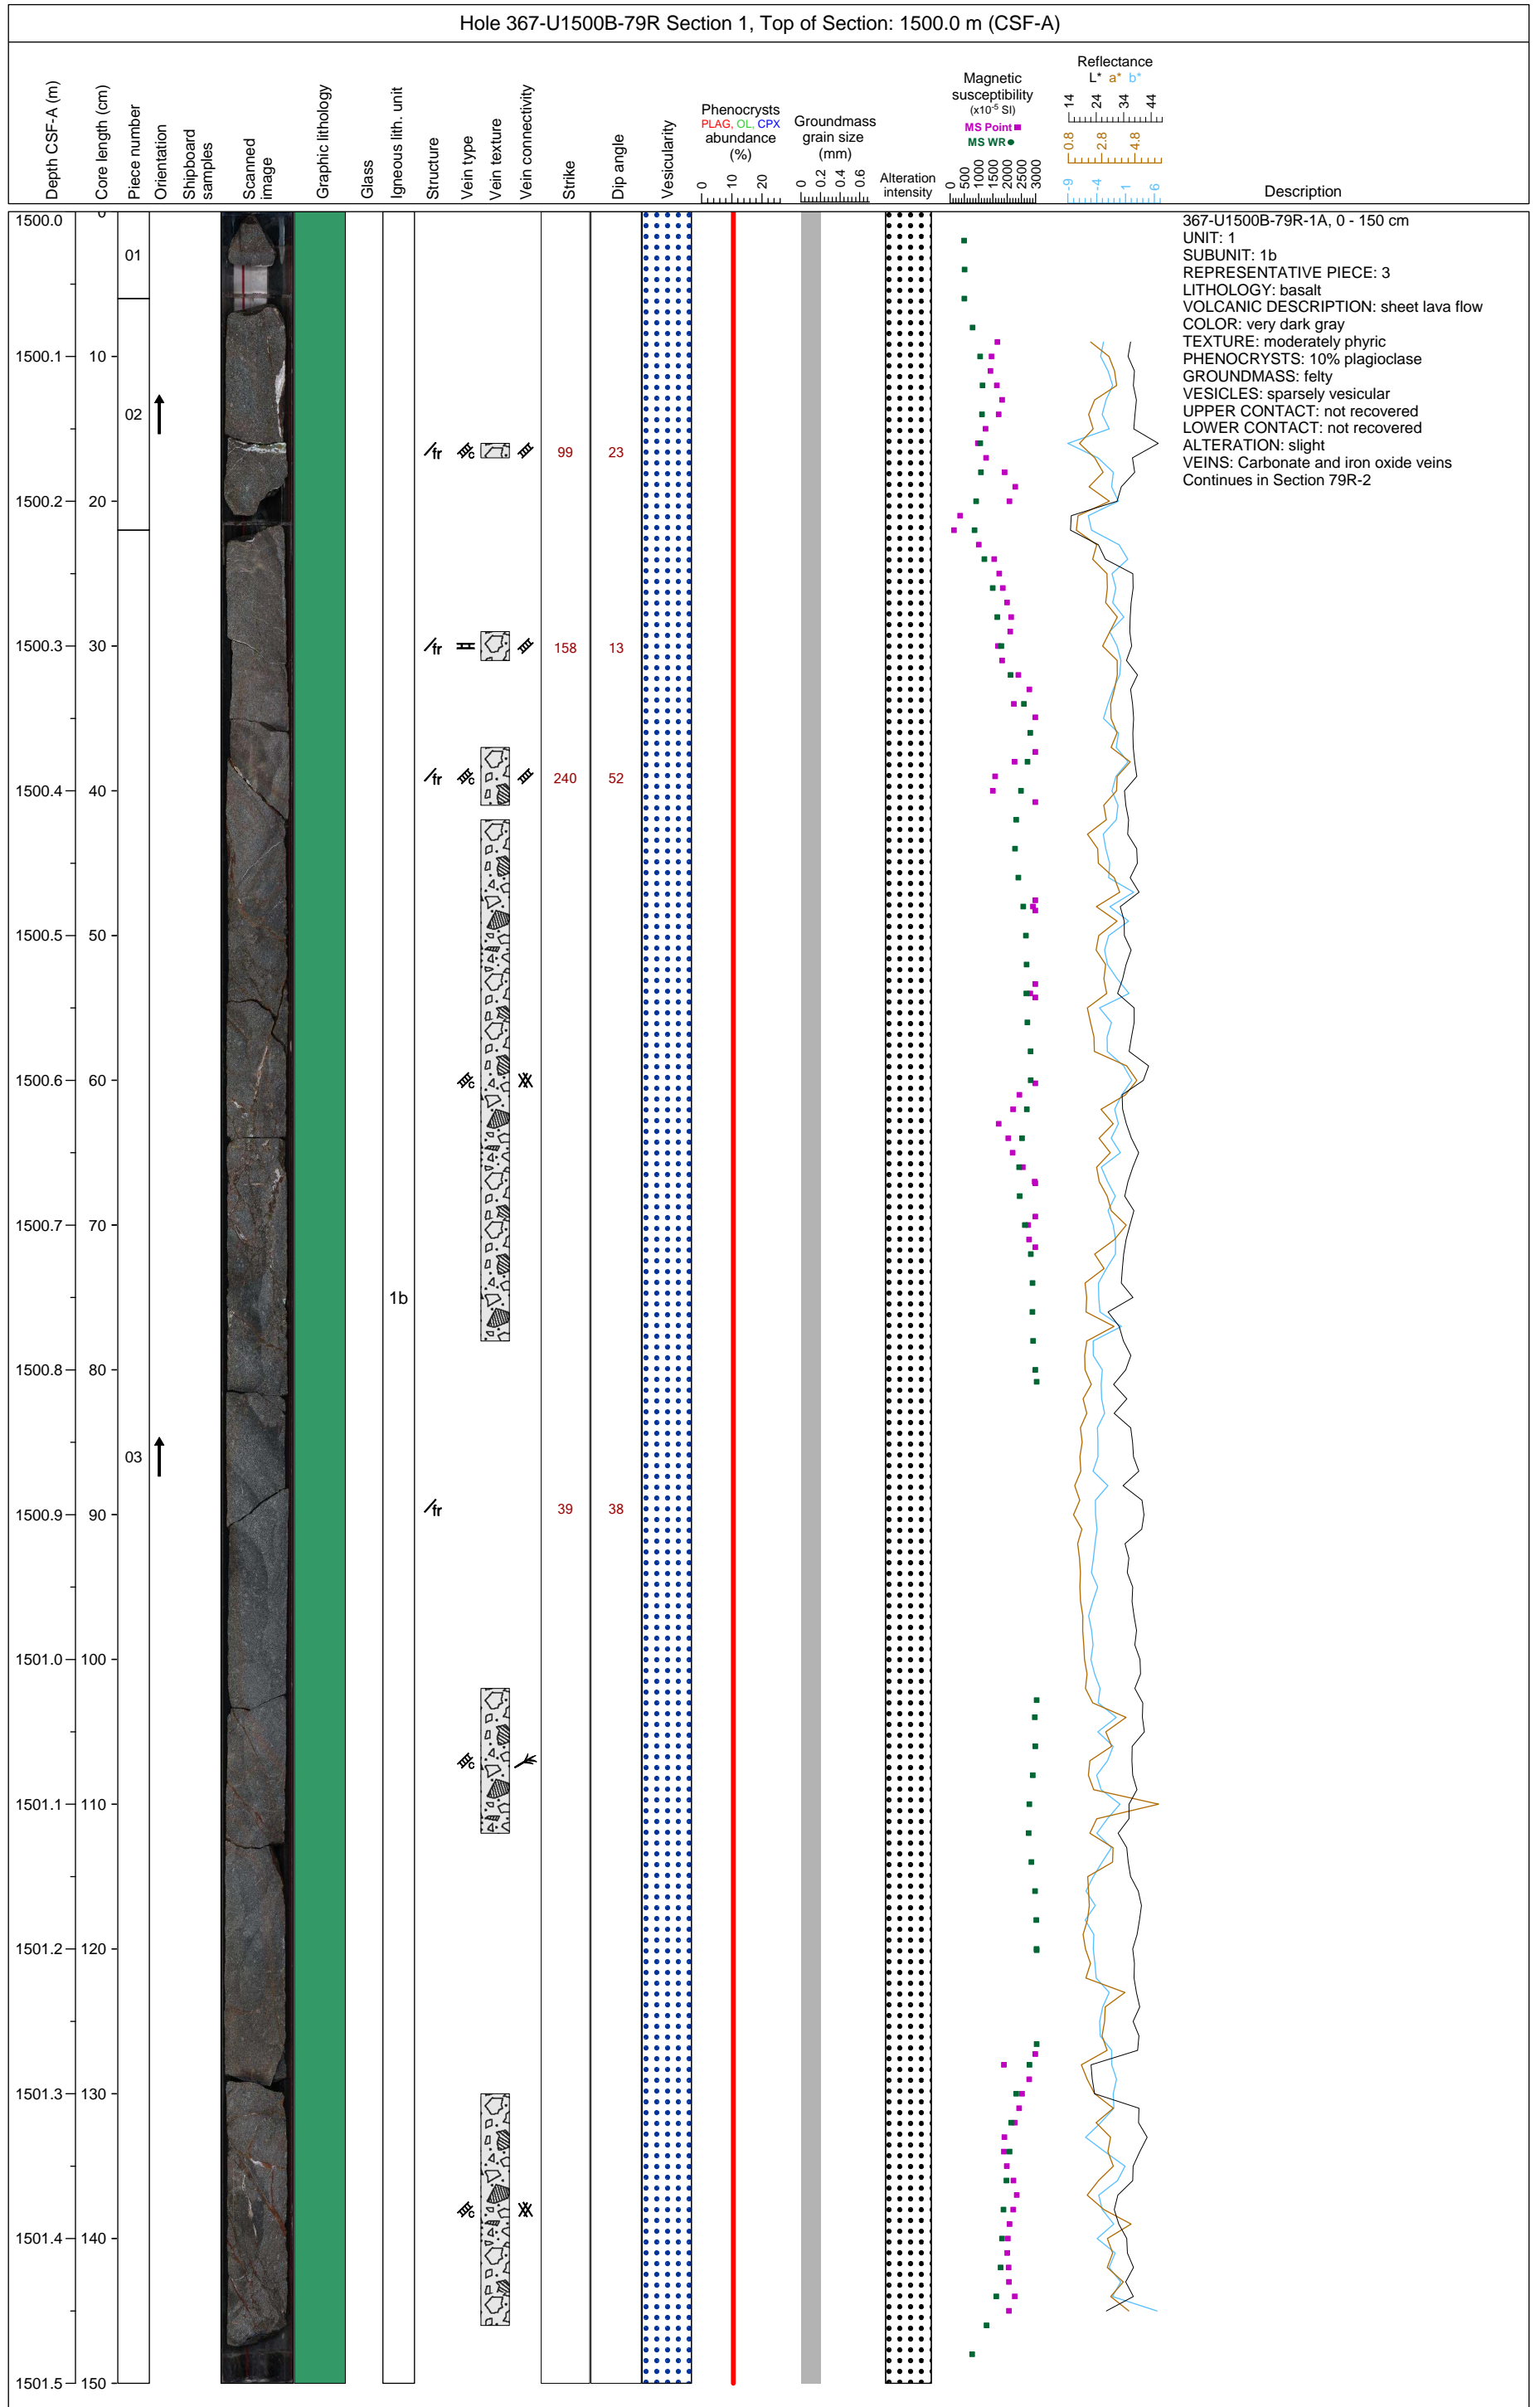 Hole 367-U1500B-79R Section 1, Top of Section: 1500.0 m (CSF-A)
Depth CSF-A (m)
Core length (cm)
Piece number
Orientation
Shipboard
samples
Scanned
image
Graphic lithology
Glass
Igneous lith. unit
Structure
Vein type
Vein texture
Vein connectivity
Strike
Dip angle
Vesicularity
Phenocrysts
PLAG, OL, CPX
abundance
(%)
0 10 20
Groundmass
grain size
(mm)
0 0.2 0.4 0.6
Alteration
intensity
Magnetic
susceptibility
(x10⁻⁵ SI)
MS Point
MS WR
0 500 1000 1500 2000 2500 3000
Reflectance
L* a* b*
14 24 34 44
0.8 2.8 4.8
-9 -4 1 6
Description
367-U1500B-79R-1A, 0 - 150 cm
UNIT: 1
SUBUNIT: 1b
REPRESENTATIVE PIECE: 3
LITHOLOGY: basalt
VOLCANIC DESCRIPTION: sheet lava flow
COLOR: very dark gray
TEXTURE: moderately phyric
PHENOCRYSTS: 10% plagioclase
GROUNDMASS: felty
VESICLES: sparsely vesicular
UPPER CONTACT: not recovered
LOWER CONTACT: not recovered
ALTERATION: slight
VEINS: Carbonate and iron oxide veins
Continues in Section 79R-2
1500.0 0
01
1500.1 10
02
fr c 99 23
1500.2 20
1500.3 30 fr 158 13
fr c 240 52
1500.4 40
1500.5 50
1500.6 60 c
1500.7 70
1b
1500.8 80
03
1500.9 90 fr 39 38
1501.0 100
c
1501.1 110
1501.2 120
1501.3 130
c
1501.4 140
1501.5 150